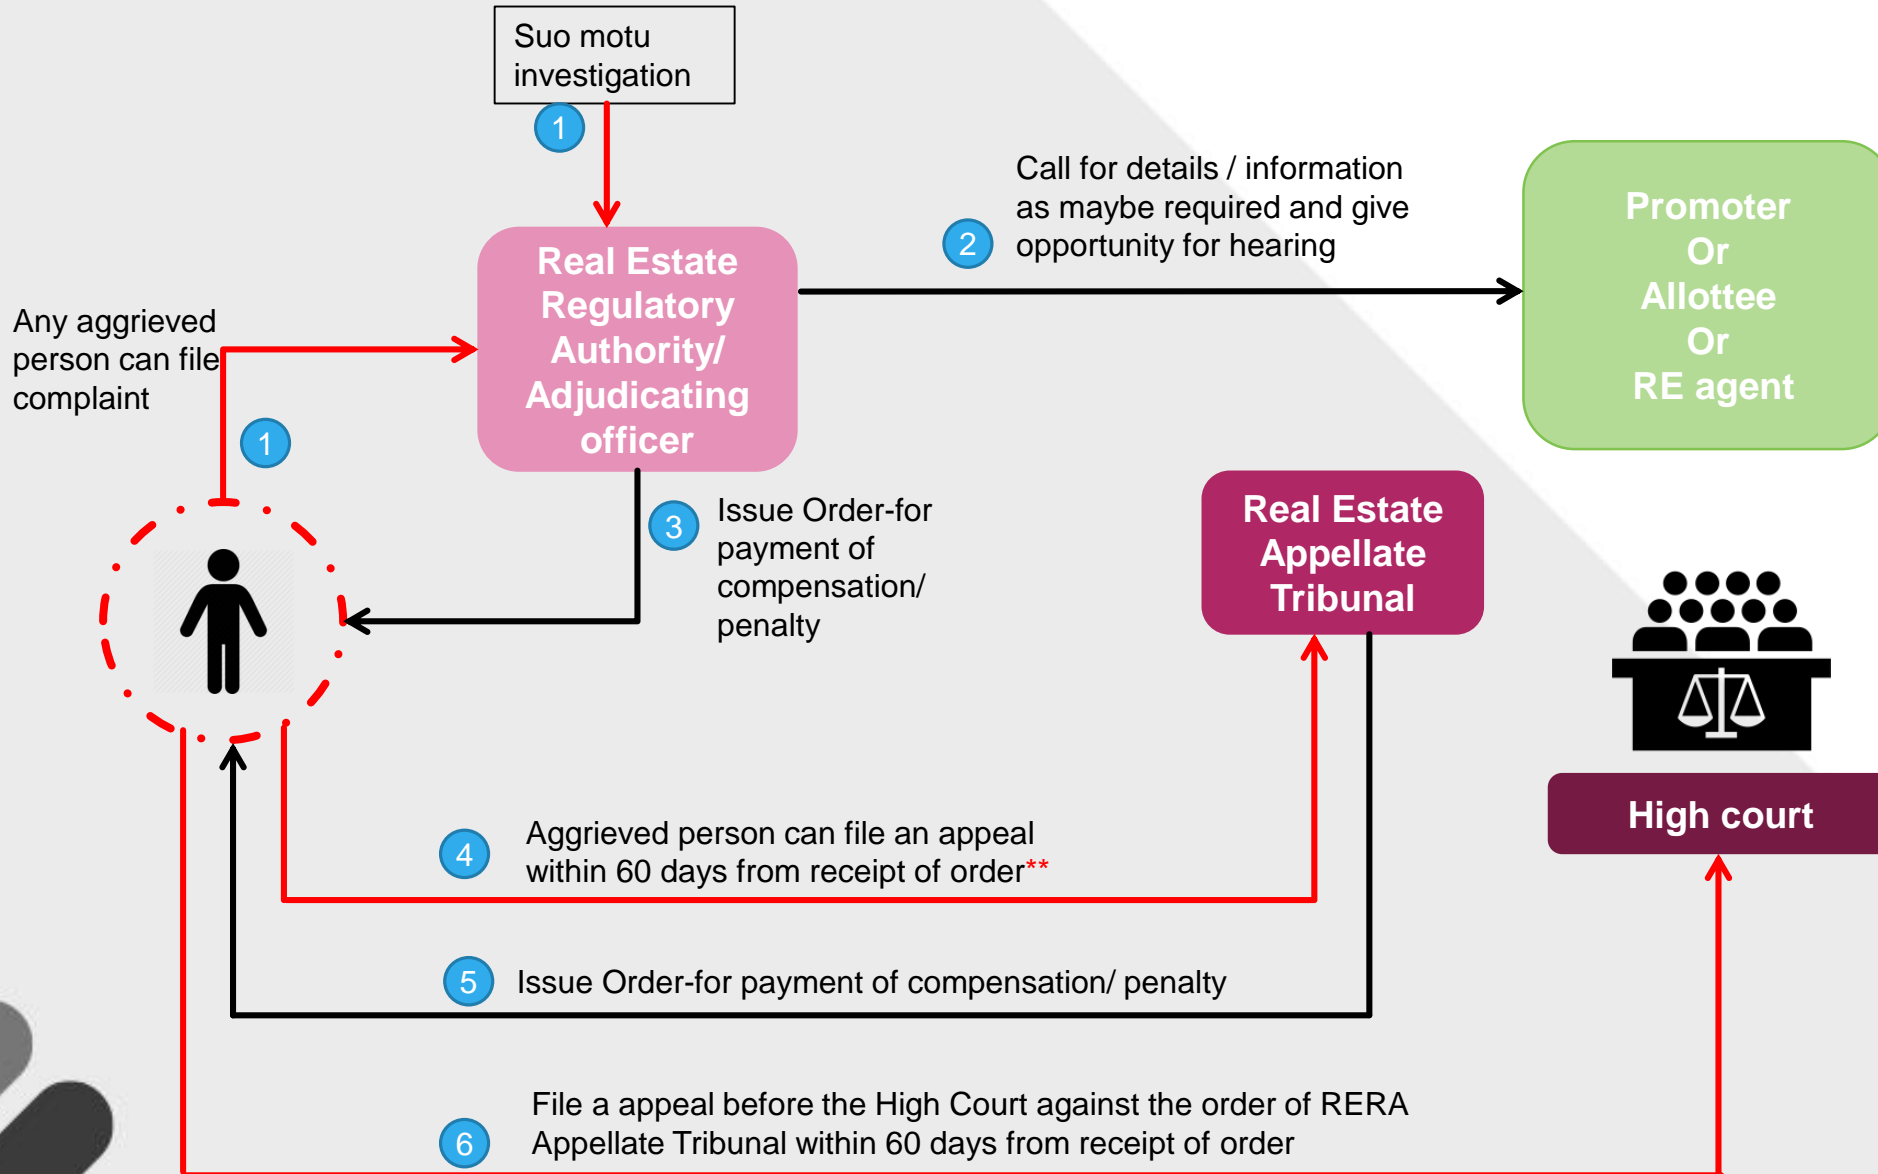 Suo motu
investigation
1
Call for details / information
as maybe required and give
opportunity for hearing
2
Promoter
Or
Allottee
Or
RE agent
Real Estate
Regulatory
Authority/
Adjudicating
officer
Any aggrieved
person can file
complaint
1
3
Issue Order-for
payment of
compensation/
penalty
Real Estate
Appellate
Tribunal
High court
4
Aggrieved person can file an appeal
within 60 days from receipt of order**
5
Issue Order-for payment of compensation/ penalty
6
File a appeal before the High Court against the order of RERA
Appellate Tribunal within 60 days from receipt of order